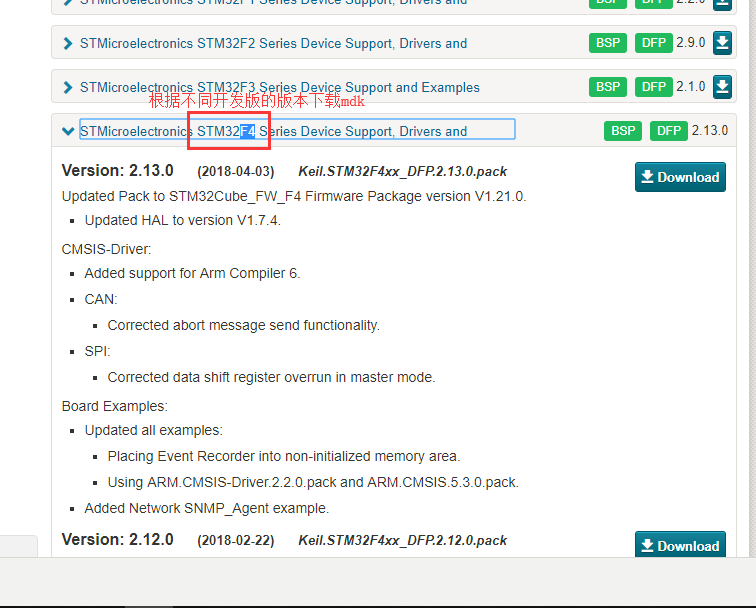 STMicroelectronics STM32F1 Series Device Support, Drivers and BSP DFP 2.2.0
STMicroelectronics STM32F2 Series Device Support, Drivers and BSP DFP 2.9.0
STMicroelectronics STM32F3 Series Device Support and Examples BSP DFP 2.1.0
根据不同开发版的版本下载mdk
STMicroelectronics STM32F4 Series Device Support, Drivers and BSP DFP 2.13.0
Version: 2.13.0 (2018-04-03) Keil.STM32F4xx_DFP.2.13.0.pack Download
Updated Pack to STM32Cube_FW_F4 Firmware Package version V1.21.0.
Updated HAL to version V1.7.4.
CMSIS-Driver:
Added support for Arm Compiler 6.
CAN:
Corrected abort message send functionality.
SPI:
Corrected data shift register overrun in master mode.
Board Examples:
Updated all examples:
Placing Event Recorder into non-initialized memory area.
Using ARM.CMSIS-Driver.2.2.0.pack and ARM.CMSIS.5.3.0.pack.
Added Network SNMP_Agent example.
Version: 2.12.0 (2018-02-22) Keil.STM32F4xx_DFP.2.12.0.pack Download